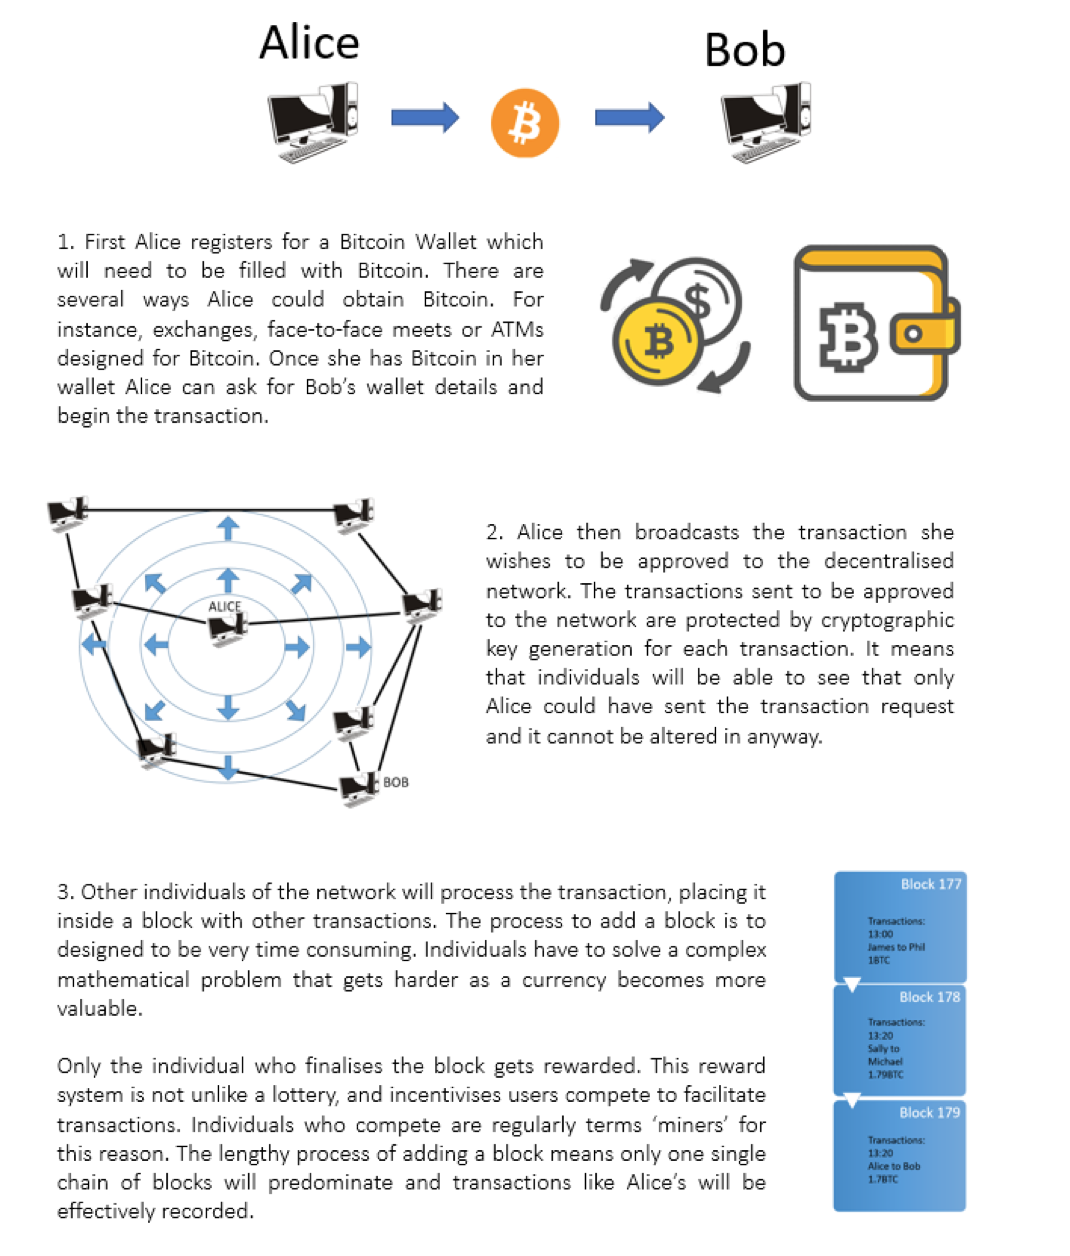 Alice
Bob
1. First Alice registers for a Bitcoin Wallet which
will need to be filled with Bitcoin. There are
several ways Alice could obtain Bitcoin. For
instance, exchanges, face-to-face meets or ATMs
designed for Bitcoin. Once she has Bitcoin in her
wallet Alice can ask for Bob's wallet details and
begin the transaction.
ALICE
BOB
2. Alice then broadcasts the transaction she
wishes to be approved to the decentralised
network. The transactions sent to be approved
to the network are protected by cryptographic
key generation for each transaction. It means
that individuals will be able to see that only
Alice could have sent the transaction request
and it cannot be altered in anyway.
3. Other individuals of the network will process the transaction, placing it
inside a block with other transactions. The process to add a block is to
designed to be very time consuming. Individuals have to solve a complex
mathematical problem that gets harder as a currency becomes more
valuable.
Only the individual who finalises the block gets rewarded. This reward
system is not unlike a lottery, and incentivises users compete to facilitate
transactions. Individuals who compete are regularly terms 'miners' for
this reason. The lengthy process of adding a block means only one single
chain of blocks will predominate and transactions like Alice's will be
effectively recorded.
Block 177
Transactions:
13:00
James to Phil
1BTC
Block 178
Transactions:
13:20
Sally to
Michael
1.79BTC
Block 179
Transactions:
13:20
Alice to Bob
1.7BTC